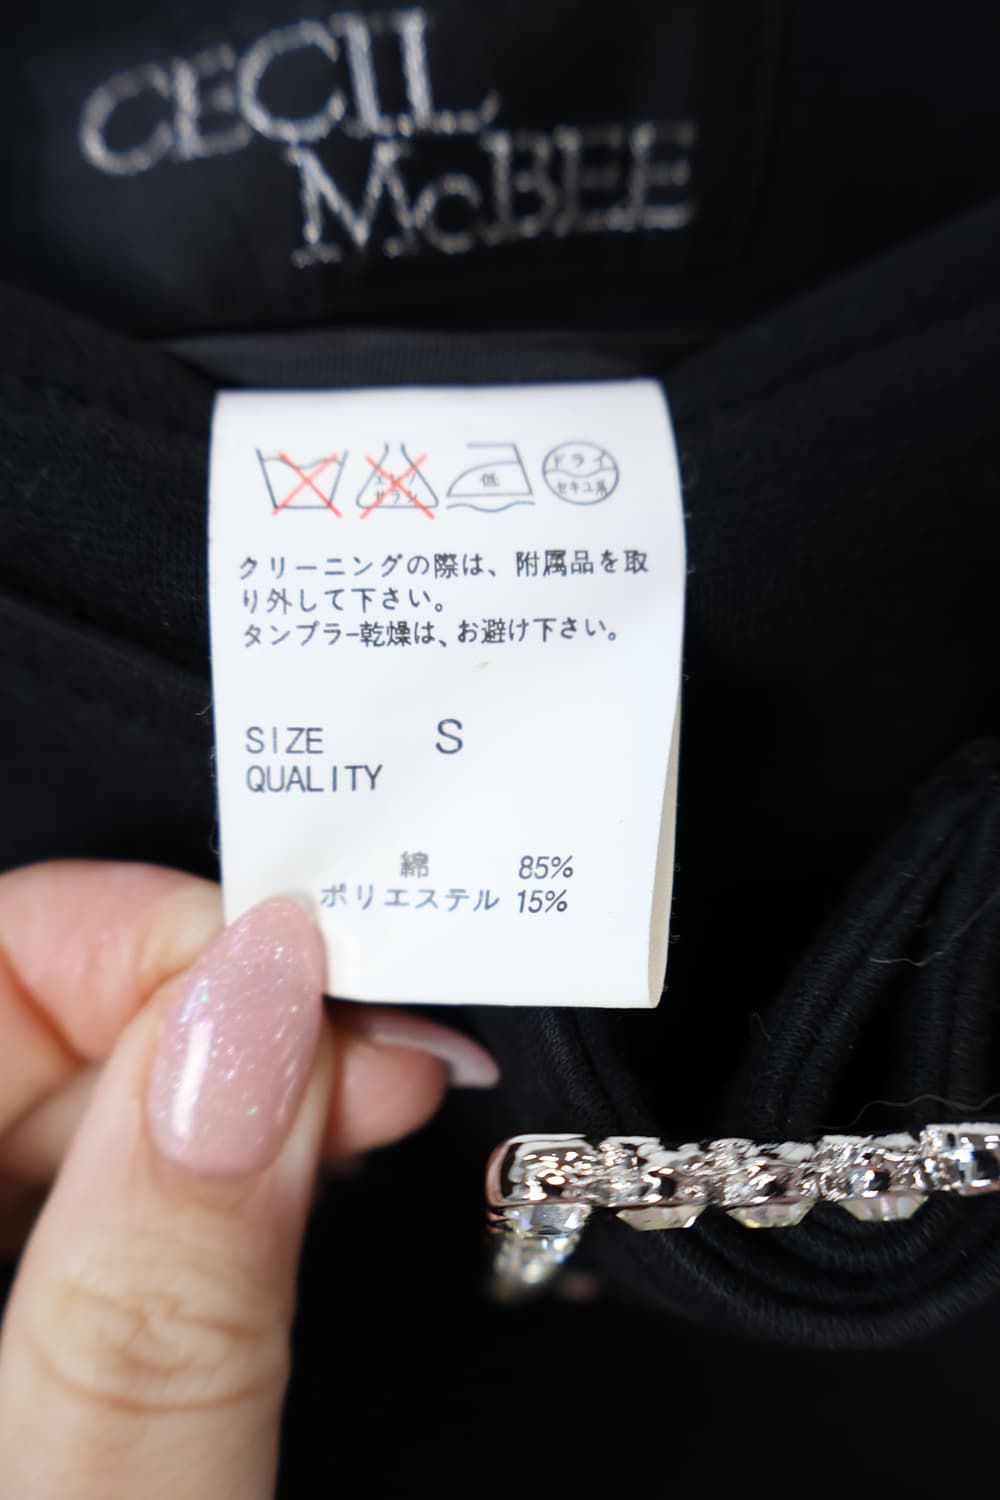 CECIL
McBEE
エンソ
サラシ
低
ドライ
セキユ系
クリーニングの際は、附属品を取
り外して下さい。
タンブラー乾燥は、お避け下さい。
SIZE S
QUALITY
綿 85%
ポリエステル 15%